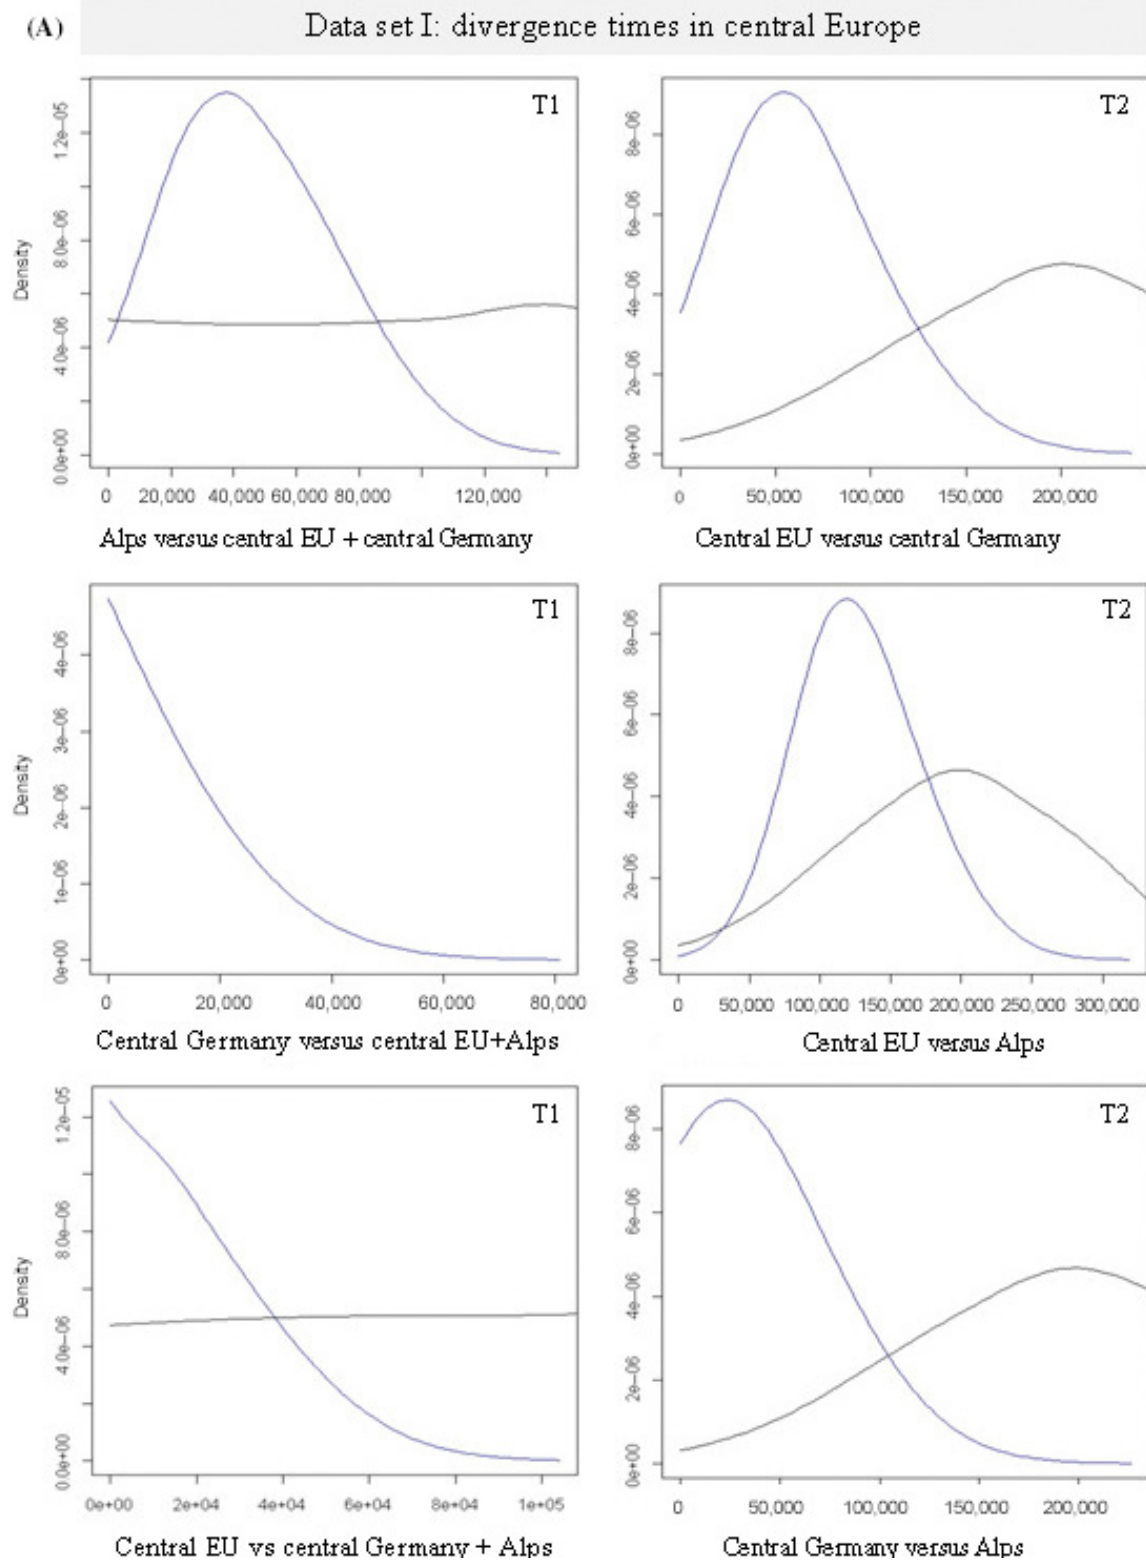 (A) Data set I: divergence times in central Europe
T1
Density
0.0e+00 4.0e-06 8.0e-06 1.2e-05
0 20,000 40,000 60,000 80,000 120,000
Alps versus central EU + central Germany
T2
0e+00 2e-06 4e-06 6e-06 8e-06
0 50,000 100,000 150,000 200,000
Central EU versus central Germany
T1
Density
0e+00 1e-06 2e-06 3e-06 4e-06
0 20,000 40,000 60,000 80,000
Central Germany versus central EU+Alps
T2
0e+00 2e-06 4e-06 6e-06 8e-06
0 50,000 100,000 150,000 200,000 250,000 300,000
Central EU versus Alps
T1
Density
0.0e+00 4.0e-06 8.0e-06 1.2e-05
0e+00 2e+04 4e+04 6e+04 8e+04 1e+05
Central EU vs central Germany + Alps
T2
0e+00 2e-06 4e-06 6e-06 8e-06
0 50,000 100,000 150,000 200,000
Central Germany versus Alps